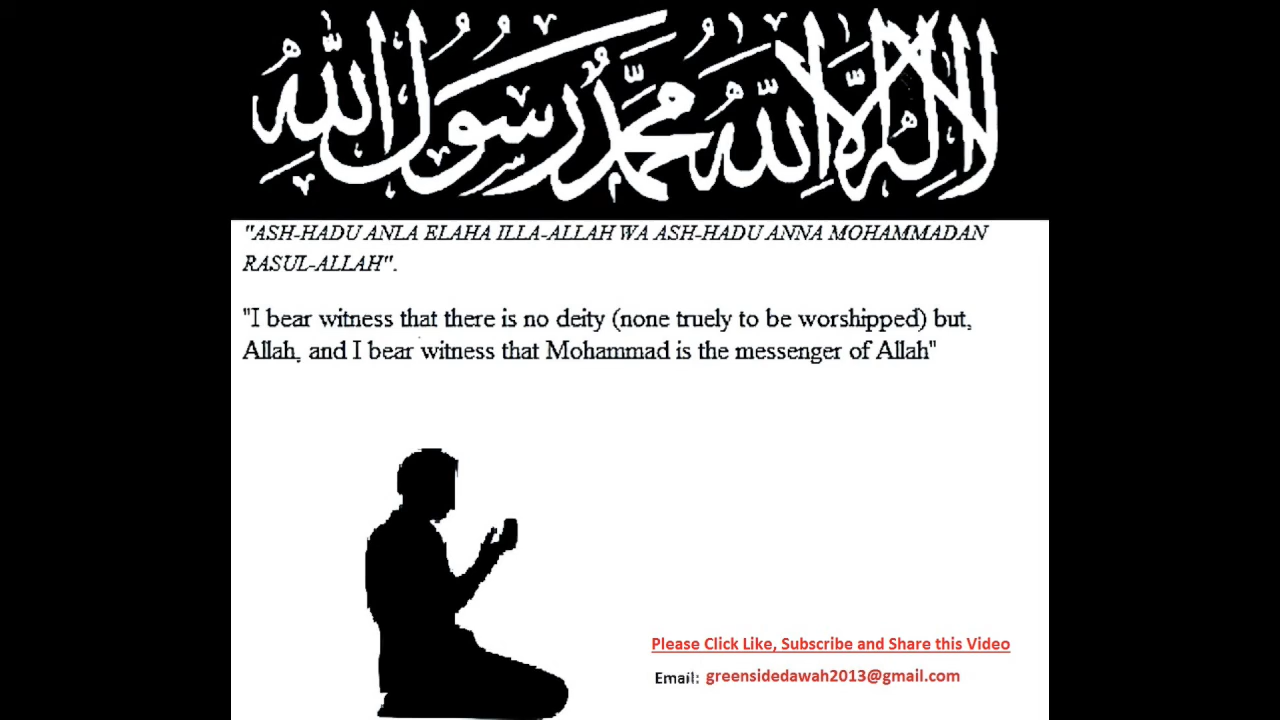 لا إله إلا الله محمد رسول الله
"ASH-HADU ANLA ELAHA ILLA-ALLAH WA ASH-HADU ANNA MOHAMMADAN
RASUL-ALLAH".
"I bear witness that there is no deity (none truely to be worshipped) but,
Allah, and I bear witness that Mohammad is the messenger of Allah"
Please Click Like, Subscribe and Share this Video
Email: greensidedawah2013@gmail.com